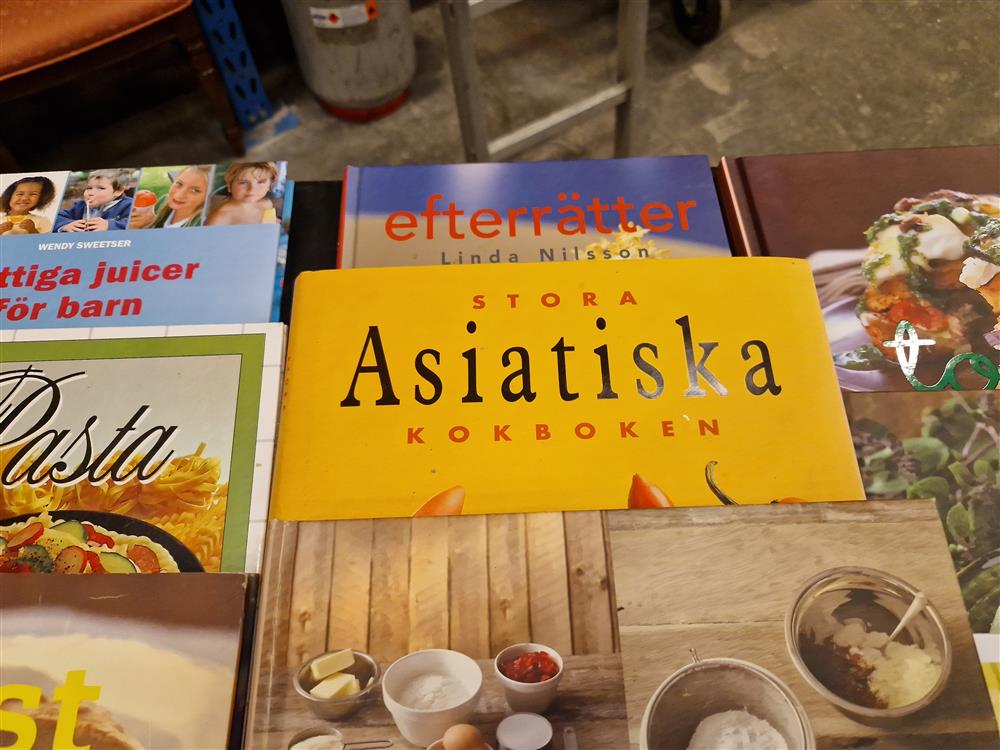 WENDY SWEETSER
ttiga juicer
för barn
efterrätter
Linda Nilsson
STORA
Asiatiska
KOKBOKEN
Pasta
st